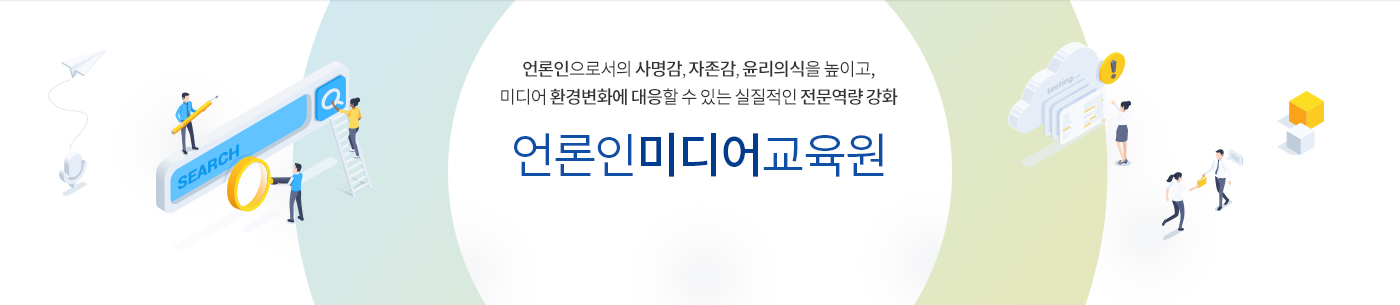 언론인으로서의 사명감, 자존감, 윤리의식을 높이고,
미디어 환경변화에 대응할 수 있는 실질적인 전문역량 강화
언론인미디어교육원
SEARCH
testing...